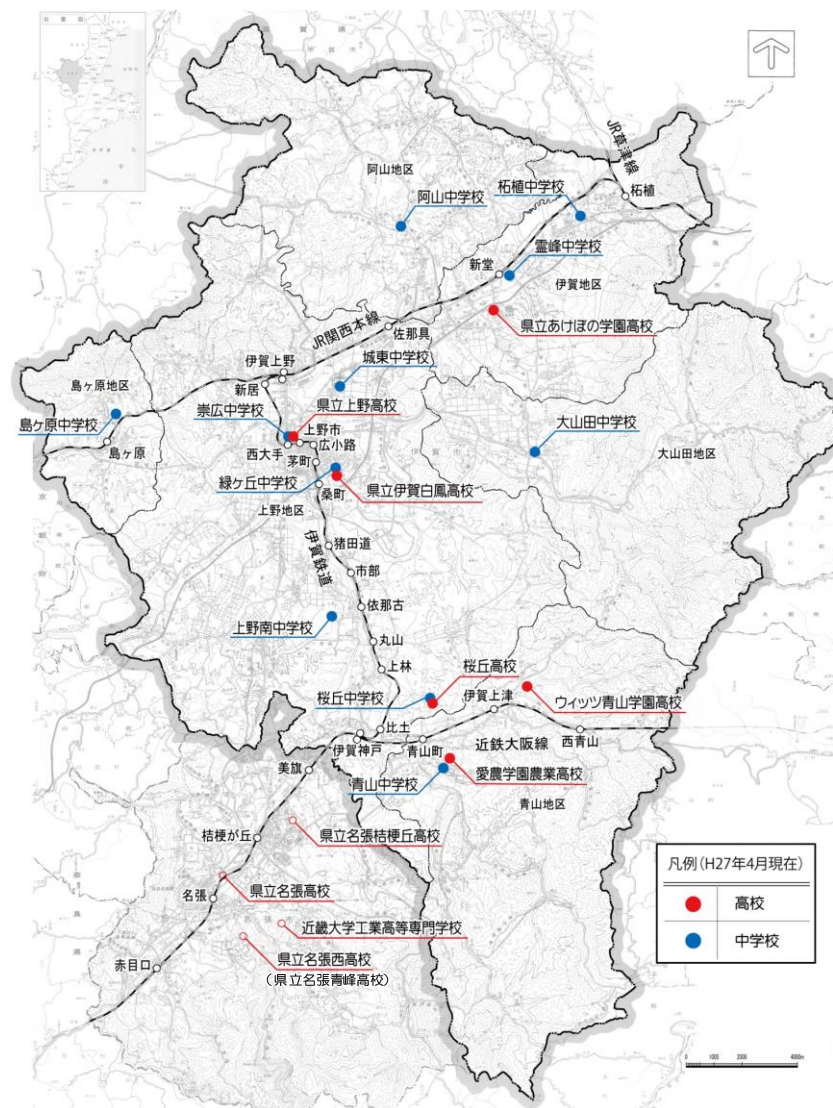 位置図
JR草津線
阿山地区
柘植中学校
柘植
阿山中学校
霊峰中学校
新堂
伊賀地区
県立あけぼの学園高校
JR関西本線
佐那具
伊賀上野
城東中学校
島ヶ原地区
新居
崇広中学校
県立上野高校
島ヶ原中学校
上野市
大山田中学校
島ヶ原
西大手
広小路
大山田地区
茅町
緑ヶ丘中学校
県立伊賀白鳳高校
桑町
上野地区
伊賀鉄道
猪田道
市部
依那古
上野南中学校
丸山
上林
桜丘高校
桜丘中学校
伊賀上津
ウィッツ青山学園高校
比土
伊賀神戸
青山町
近鉄大阪線
西青山
美旗
青山中学校
愛農学園農業高校
青山地区
桔梗が丘
県立名張桔梗丘高校
県立名張高校
名張
近畿大学工業高等専門学校
赤目口
県立名張西高校
(県立名張青峰高校)
凡例(H27年4月現在)
高校
中学校
0 1000 2000 4000m